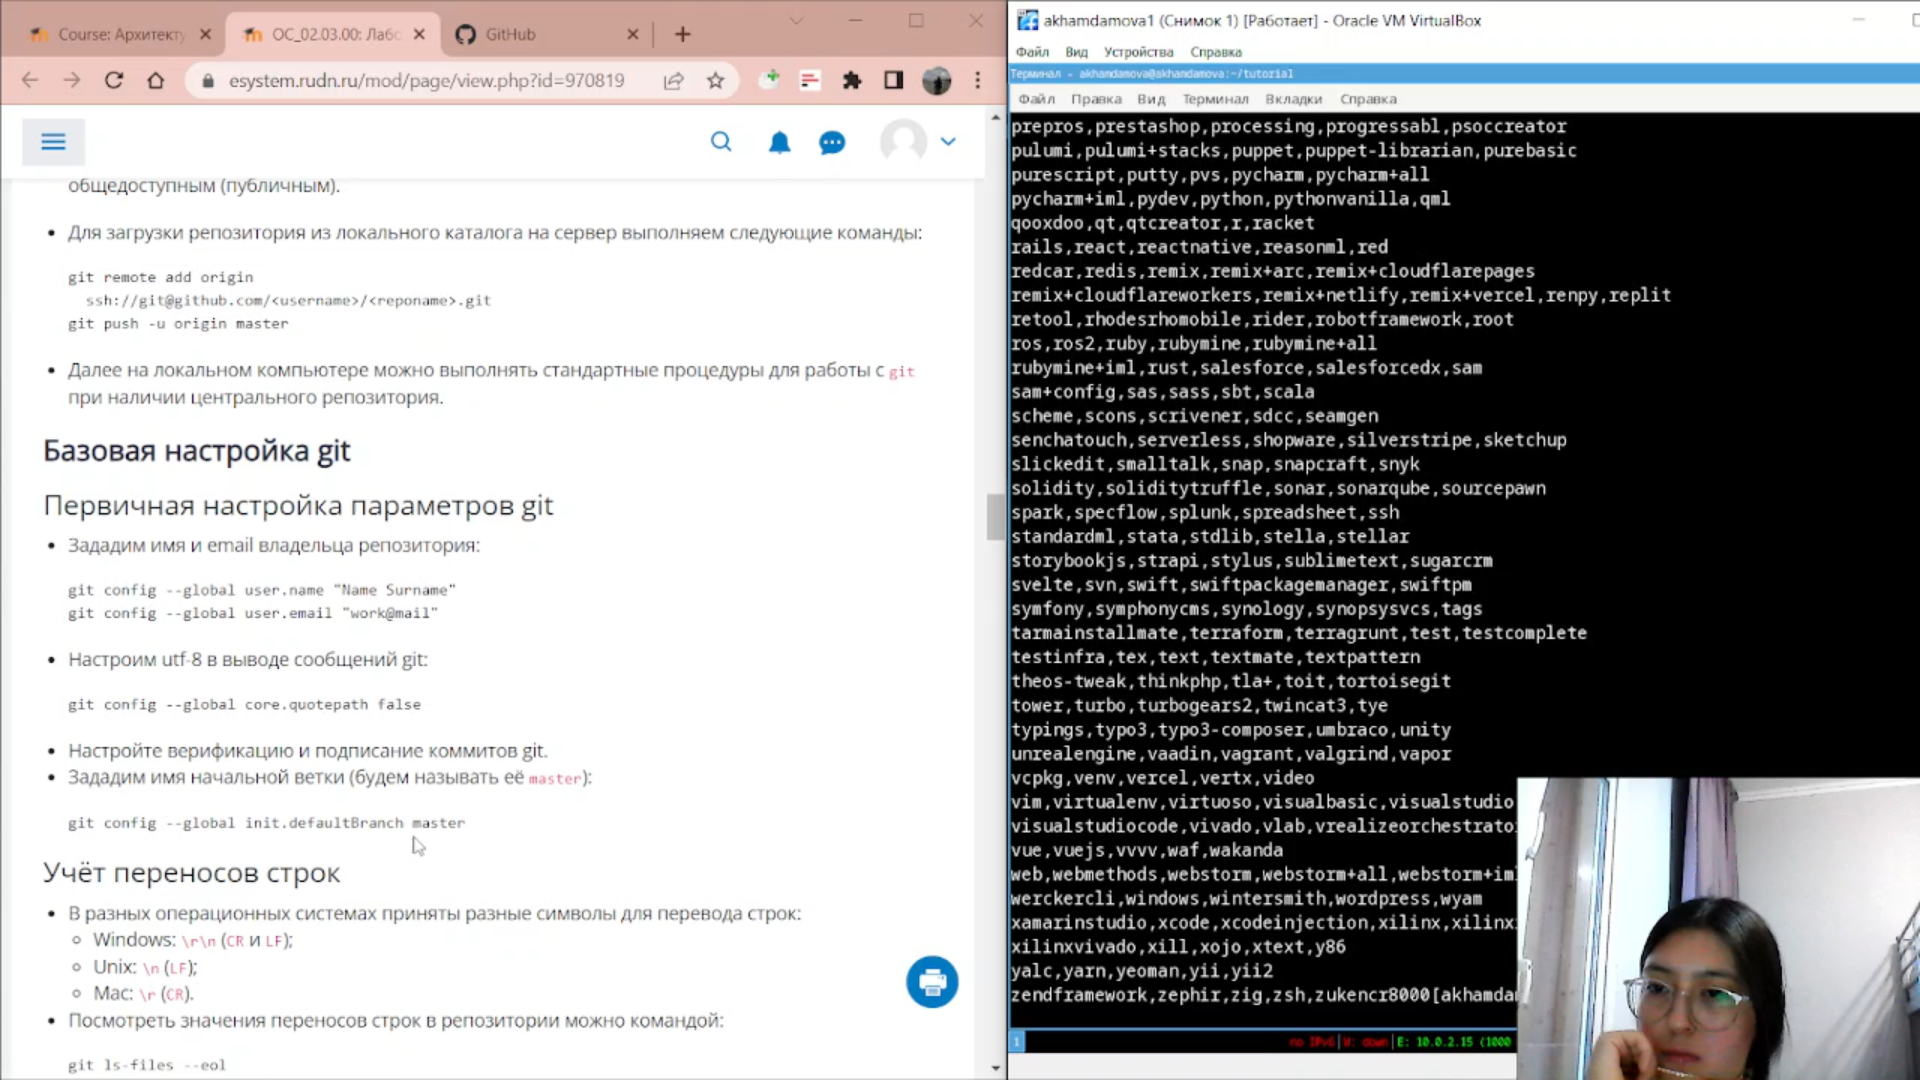 Course: Архитекту
ОС_02.03.00: Лабо
GitHub
esystem.rudn.ru/mod/page/view.php?id=970819
общедоступным (публичным).
Для загрузки репозитория из локального каталога на сервер выполняем следующие команды:
git remote add origin
ssh://git@github.com/<username>/<reponame>.git
git push -u origin master
Далее на локальном компьютере можно выполнять стандартные процедуры для работы с git
при наличии центрального репозитория.
Базовая настройка git
Первичная настройка параметров git
Зададим имя и email владельца репозитория:
git config --global user.name "Name Surname"
git config --global user.email "work@mail"
Настроим utf-8 в выводе сообщений git:
git config --global core.quotepath false
Настройте верификацию и подписание коммитов git.
Зададим имя начальной ветки (будем называть её master):
git config --global init.defaultBranch master
Учёт переносов строк
В разных операционных системах приняты разные символы для перевода строк:
Windows: \r\n (CR и LF);
Unix: \n (LF);
Mac: \r (CR).
Посмотреть значения переносов строк в репозитории можно командой:
git ls-files --eol
akhamdamova1 (Снимок 1) [Работает] - Oracle VM VirtualBox
Файл Вид Устройства Справка
Терминал - akhamdamova@akhamdamova:~/tutorial
Файл Правка Вид Терминал Вкладки Справка
prepros,prestashop,processing,progressabl,psoccreator
pulumi,pulumi+stacks,puppet,puppet-librarian,purebasic
purescript,putty,pvs,pycharm,pycharm+all
pycharm+iml,pydev,python,pythonvanilla,qml
qooxdoo,qt,qtcreator,r,racket
rails,react,reactnative,reasonml,red
redcar,redis,remix,remix+arc,remix+cloudflarepages
remix+cloudflareworkers,remix+netlify,remix+vercel,renpy,replit
retool,rhodesrhomobile,rider,robotframework,root
ros,ros2,ruby,rubymine,rubymine+all
rubymine+iml,rust,salesforce,salesforcedx,sam
sam+config,sas,sass,sbt,scala
scheme,scons,scrivener,sdcc,seamgen
senchatouch,serverless,shopware,silverstripe,sketchup
slickedit,smalltalk,snap,snapcraft,snyk
solidity,soliditytruffle,sonar,sonarqube,sourcepawn
spark,specflow,splunk,spreadsheet,ssh
standardml,stata,stdlib,stella,stellar
storybookjs,strapi,stylus,sublimetext,sugarcrm
svelte,svn,swift,swiftpackagemanager,swiftpm
symfony,symphonycms,synology,synopsysvcs,tags
tarmainstallmate,terraform,terragrunt,test,testcomplete
testinfra,tex,text,textmate,textpattern
theos-tweak,thinkphp,tla+,toit,tortoisegit
tower,turbo,turbogears2,twincat3,tye
typings,typo3,typo3-composer,umbraco,unity
unrealengine,vaadin,vagrant,valgrind,vapor
vcpkg,venv,vercel,vertx,video
vim,virtualenv,virtuoso,visualbasic,visualstudio
visualstudiocode,vivado,vlab,vrealizeorchestrato
vue,vuejs,vvvv,waf,wakanda
web,webmethods,webstorm,webstorm+all,webstorm+iml
werckercli,windows,wintersmith,wordpress,wyam
xamarinstudio,xcode,xcodeinjection,xilinx,xilinx
xilinxvivado,xill,xojo,xtext,y86
yalc,yarn,yeoman,yii,yii2
zendframework,zephir,zig,zsh,zukencr8000[akhamda
1 no IPv6|W: down|E: 10.0.2.15 (1000